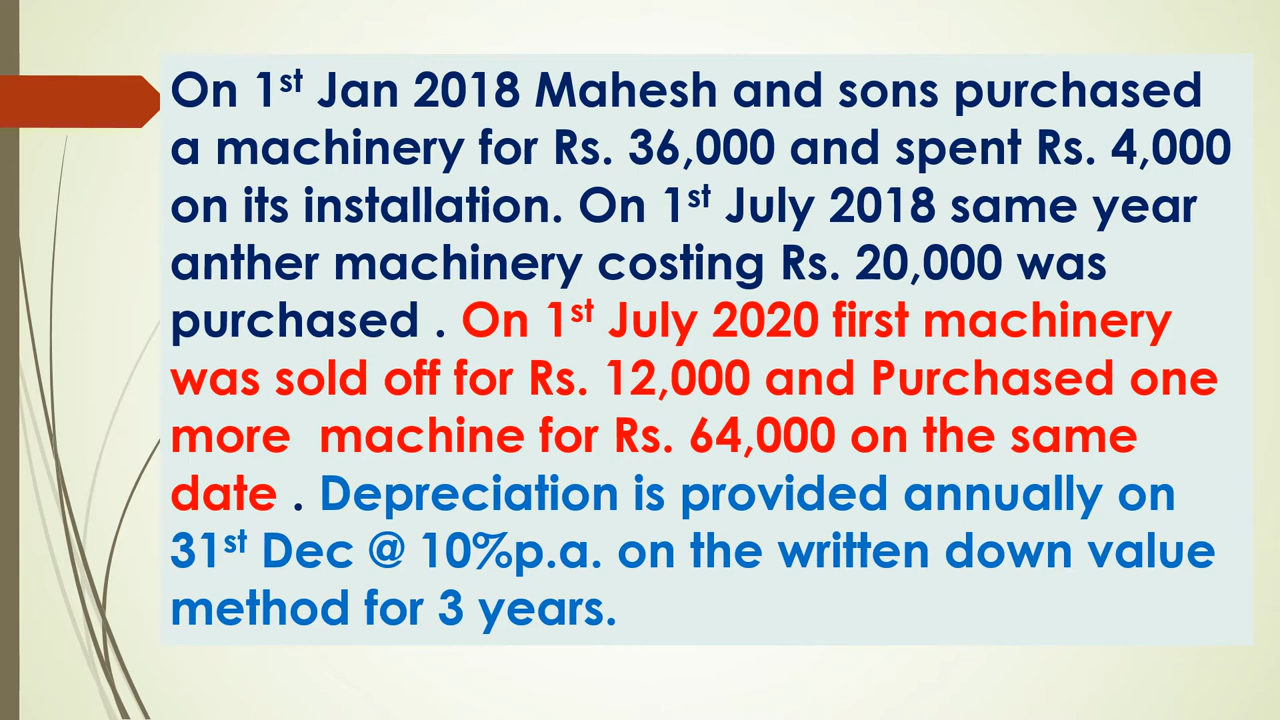 On 1st Jan 2018 Mahesh and sons purchased
a machinery for Rs. 36,000 and spent Rs. 4,000
on its installation. On 1st July 2018 same year
anther machinery costing Rs. 20,000 was
purchased . On 1st July 2020 first machinery
was sold off for Rs. 12,000 and Purchased one
more machine for Rs. 64,000 on the same
date . Depreciation is provided annually on
31st Dec @ 10%p.a. on the written down value
method for 3 years.